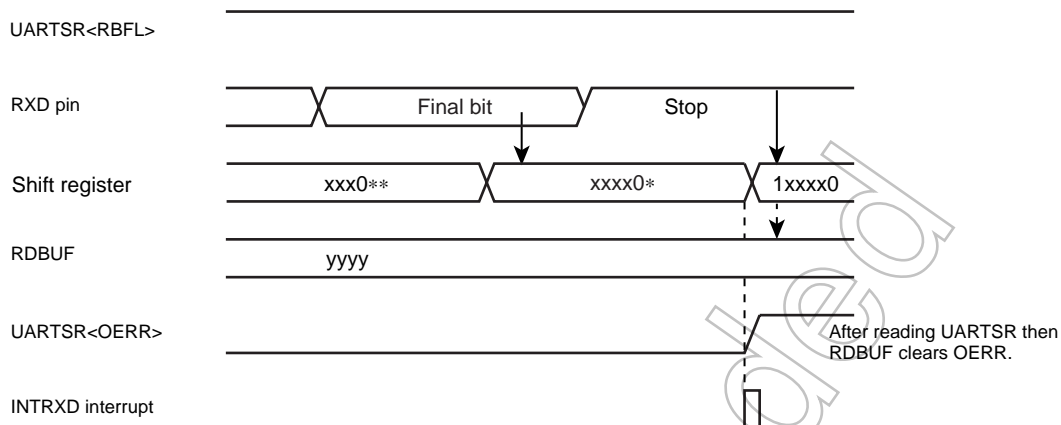 UARTSR<RBFL>
RXD pin Final bit Stop
Shift register xxx0** xxxx0* 1xxxx0
RDBUF yyyy
UARTSR<OERR> After reading UARTSR then
RDBUF clears OERR.
INTRXD interrupt
ded